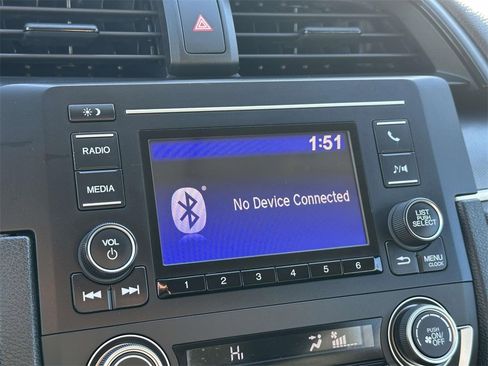 1:51
RADIO
MEDIA
No Device Connected
VOL
LIST
PUSH
SELECT
MENU
CLOCK
1 2 3 4 5 6
Hi
PUSH
ON/
OFF